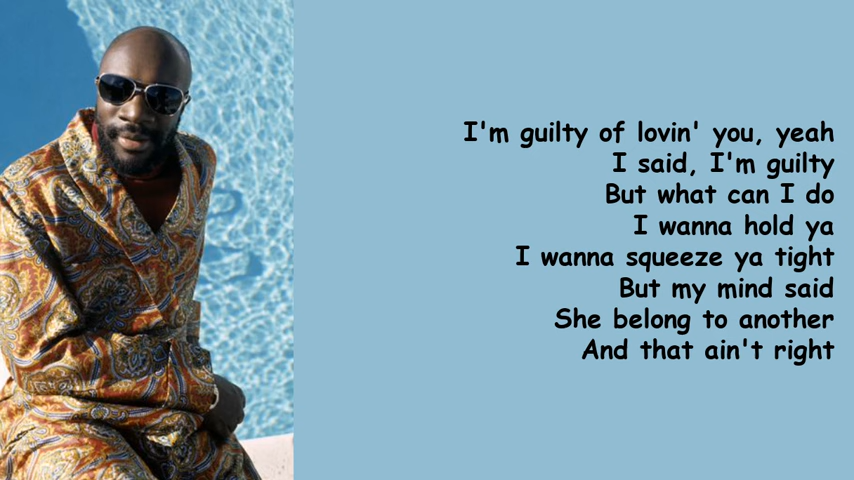 I'm guilty of lovin' you, yeah
I said, I'm guilty
But what can I do
I wanna hold ya
I wanna squeeze ya tight
But my mind said
She belong to another
And that ain't right